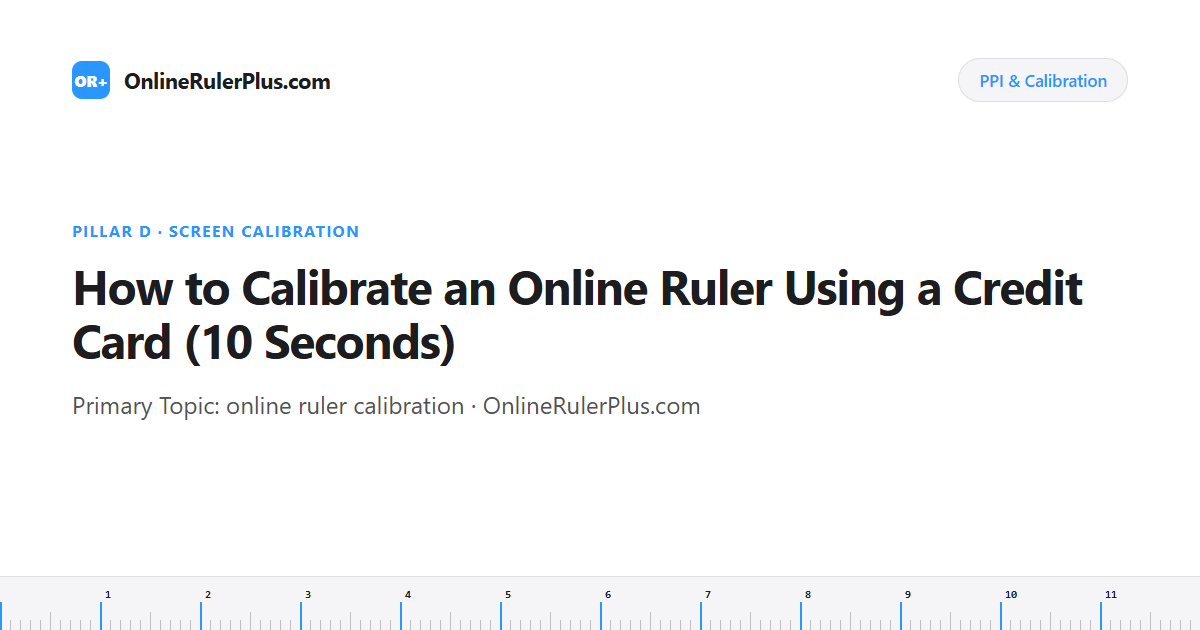 OR+
OnlineRulerPlus.com
PPI & Calibration
PILLAR D · SCREEN CALIBRATION
How to Calibrate an Online Ruler Using a Credit
Card (10 Seconds)
Primary Topic: online ruler calibration · OnlineRulerPlus.com
1 2 3 4 5 6 7 8 9 10 11